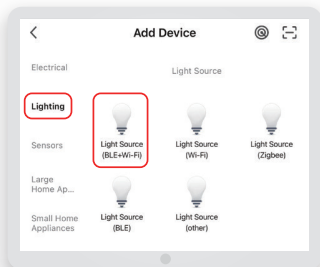 Add Device
Electrical
Light Source
Lighting
Light Source
(BLE+Wi-Fi)
Light Source
(Wi-Fi)
Light Source
(Zigbee)
Sensors
Large
Home Ap...
Small Home
Appliances
Light Source
(BLE)
Light Source
(other)